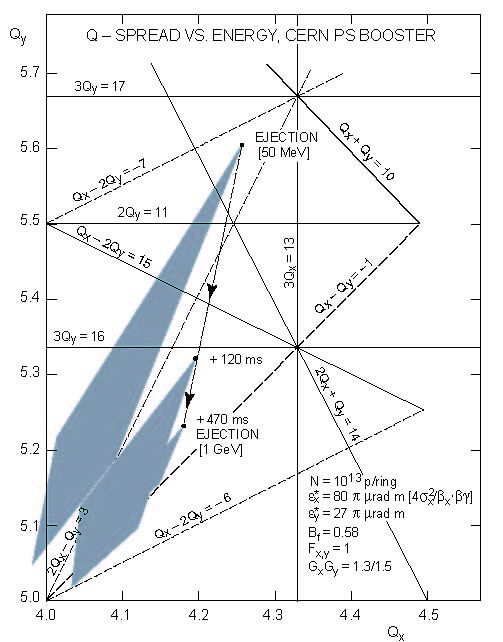 Qy
Q – SPREAD VS. ENERGY, CERN PS BOOSTER
5.7
3Qy = 17
5.6
EJECTION
[50 MeV]
Qx + Qy = 10
Qx – 2Qy = -7
2Qy = 11
5.5
Qx – 2Qy = 15
3Qx = 13
Qx – Qy = -1
5.4
3Qy = 16
+ 120 ms
5.3
2Qx + Qy = 14
+ 470 ms
EJECTION
[1 GeV]
5.2
N = 10¹³ p/ring
εx* = 80 π µrad m [4σx²/βx·βγ]
εy* = 27 π µrad m
Bf = 0.58
Fx,y = 1
GxGy = 1.3/1.5
5.1
2Qx – Qy = 3
Qx – 2Qy = -6
5.0
4.0
4.1
4.2
4.3
4.4
4.5
Qx